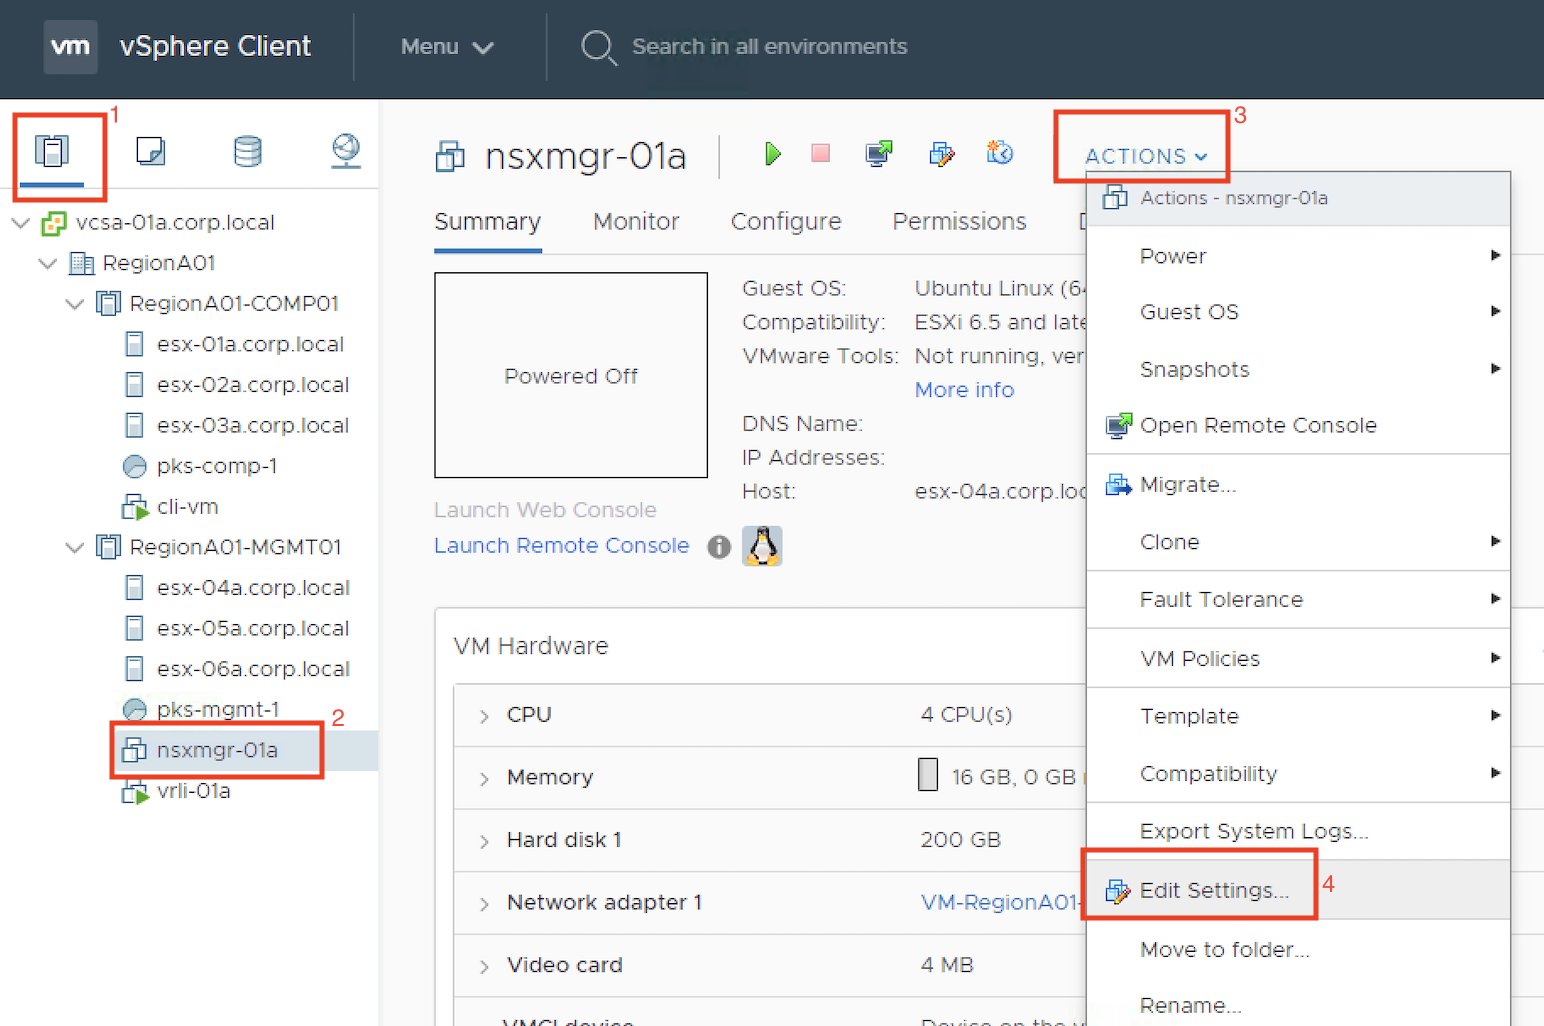 vm vSphere Client Menu Search in all environments
1
3
nsxmgr-01a
ACTIONS
Actions - nsxmgr-01a
Summary Monitor Configure Permissions
vcsa-01a.corp.local
RegionA01
RegionA01-COMP01
esx-01a.corp.local
esx-02a.corp.local
esx-03a.corp.local
pks-comp-1
cli-vm
RegionA01-MGMT01
esx-04a.corp.local
esx-05a.corp.local
esx-06a.corp.local
pks-mgmt-1
2
nsxmgr-01a
vrli-01a
Powered Off
Launch Web Console
Launch Remote Console
Guest OS: Ubuntu Linux (64
Compatibility: ESXi 6.5 and late
VMware Tools: Not running, ver
More info
DNS Name:
IP Addresses:
Host: esx-04a.corp.loc
VM Hardware
CPU 4 CPU(s)
Memory 16 GB, 0 GB
Hard disk 1 200 GB
Network adapter 1 VM-RegionA01-
Video card 4 MB
VMCI device Device on the v
Power
Guest OS
Snapshots
Open Remote Console
Migrate...
Clone
Fault Tolerance
VM Policies
Template
Compatibility
Export System Logs...
Edit Settings...
4
Move to folder...
Rename...